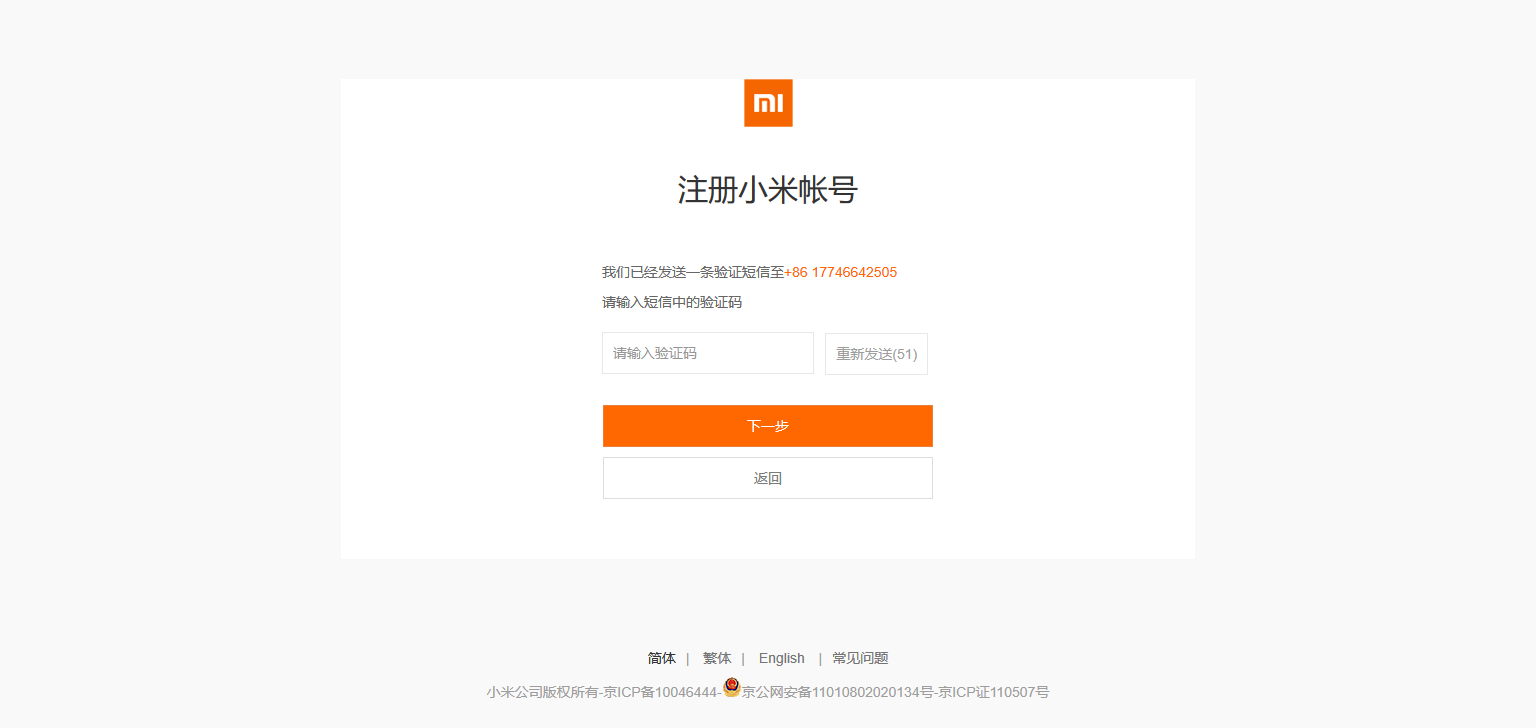 mi
注册小米帐号
我们已经发送一条验证短信至+86 17746642505
请输入短信中的验证码
请输入验证码 重新发送(51)
下一步
返回
简体 | 繁体 | English | 常见问题
小米公司版权所有-京ICP备10046444-京公网安备11010802020134号-京ICP证110507号